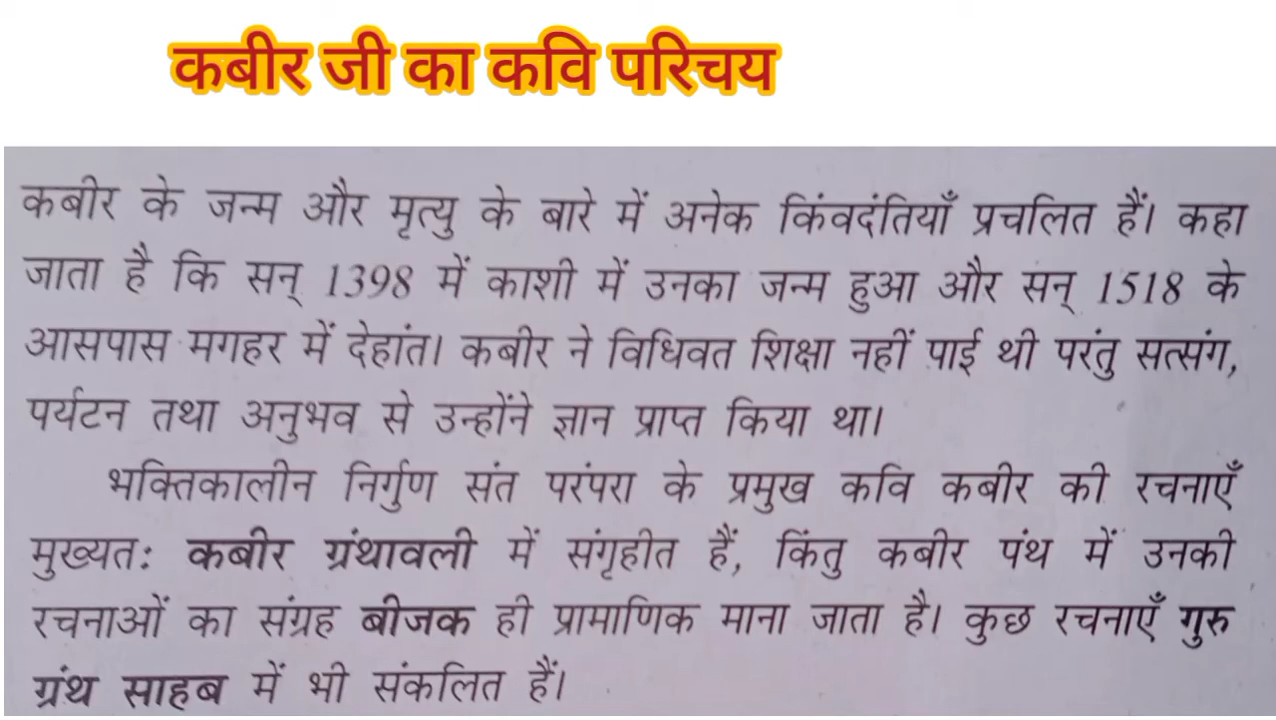 कबीर जी का कवि परिचय
कबीर के जन्म और मृत्यु के बारे में अनेक किंवदंतियाँ प्रचलित हैं। कहा
जाता है कि सन् 1398 में काशी में उनका जन्म हुआ और सन् 1518 के
आसपास मगहर में देहांत। कबीर ने विधिवत शिक्षा नहीं पाई थी परंतु सत्संग,
पर्यटन तथा अनुभव से उन्होंने ज्ञान प्राप्त किया था।
भक्तिकालीन निर्गुण संत परंपरा के प्रमुख कवि कबीर की रचनाएँ
मुख्यतः कबीर ग्रंथावली में संगृहीत हैं, किंतु कबीर पंथ में उनकी
रचनाओं का संग्रह बीजक ही प्रामाणिक माना जाता है। कुछ रचनाएँ गुरु
ग्रंथ साहब में भी संकलित हैं।